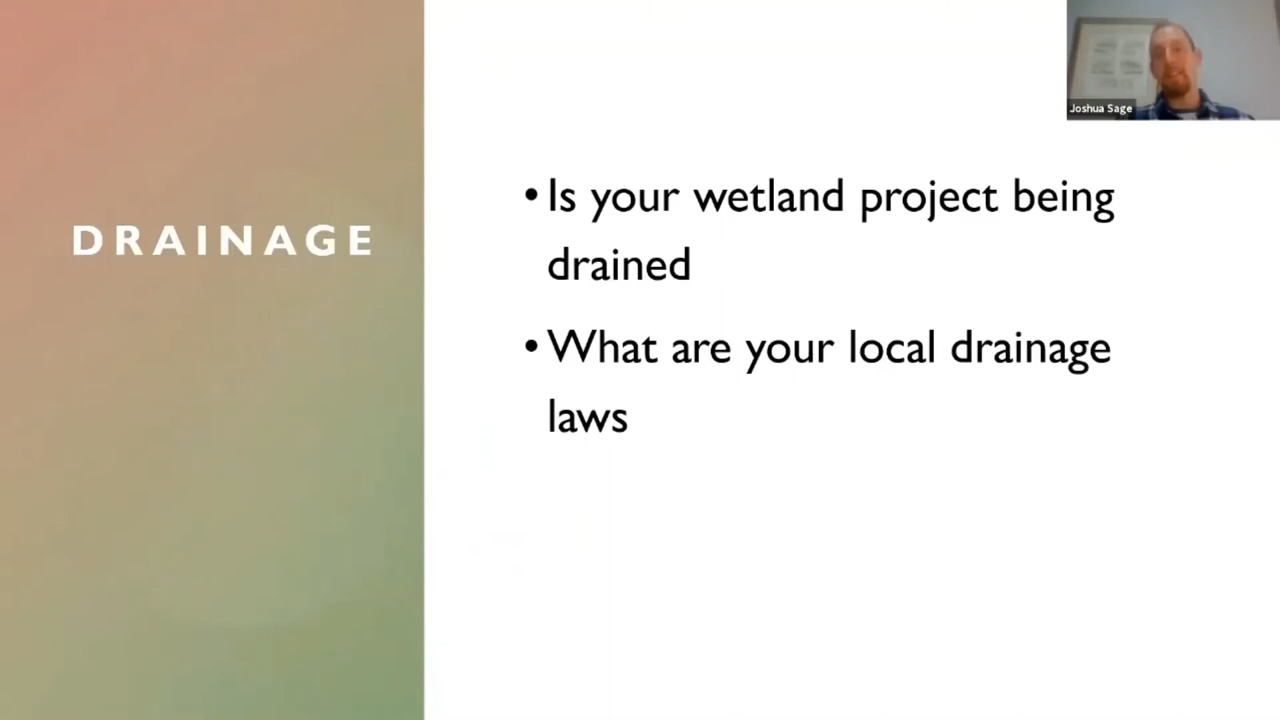 DRAINAGE
• Is your wetland project being
drained
• What are your local drainage
laws
Joshua Sage